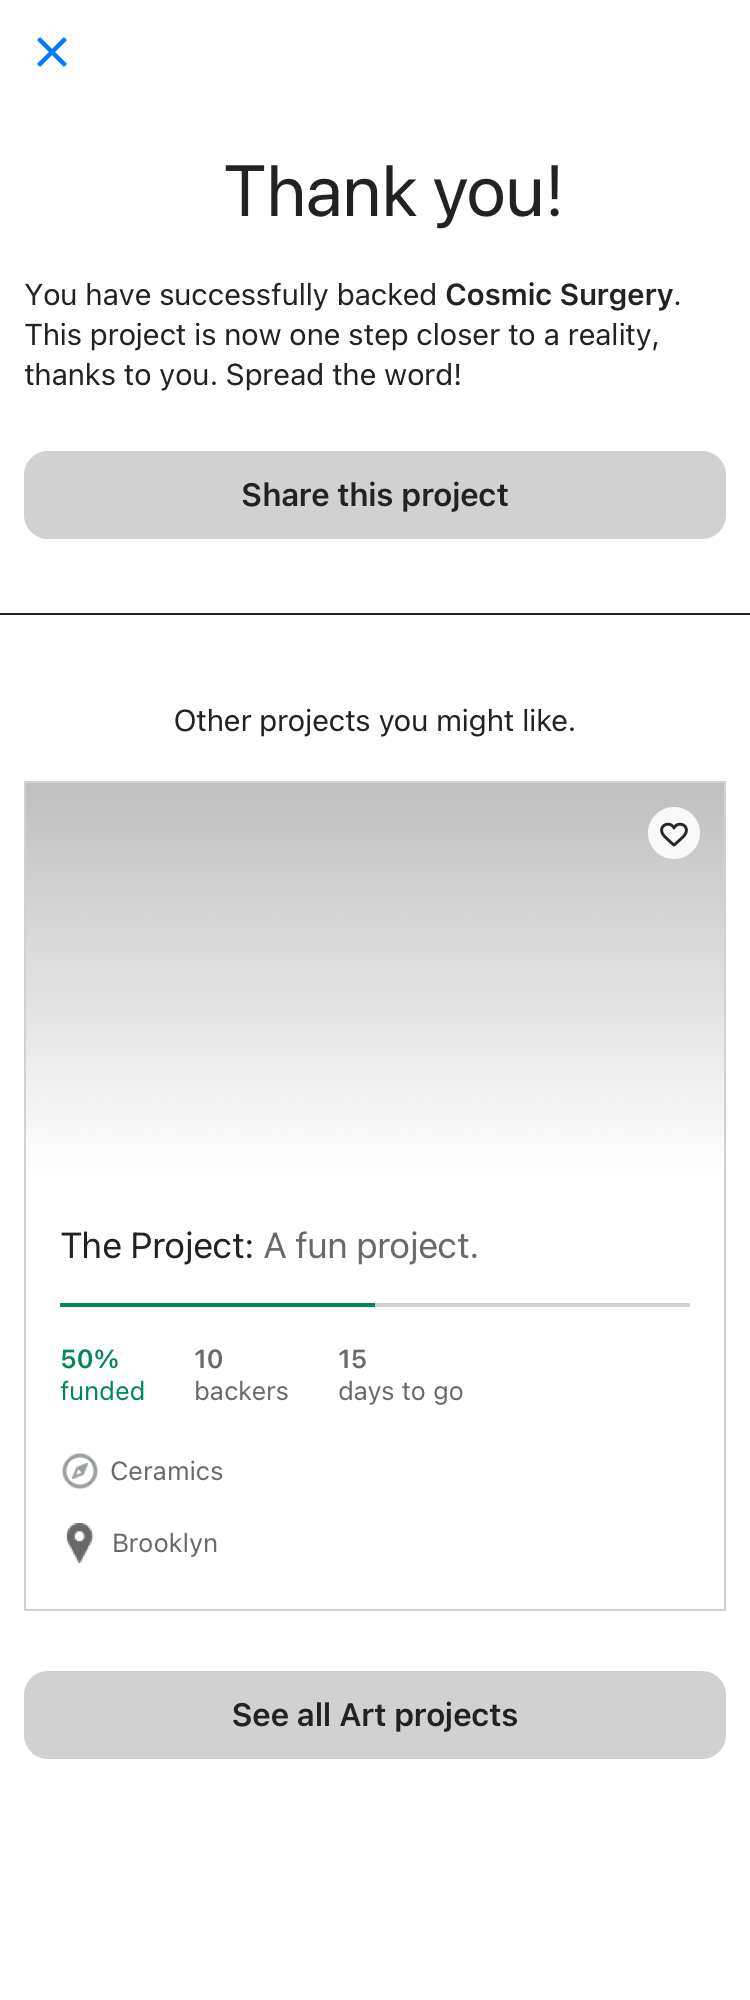 Thank you!
You have successfully backed Cosmic Surgery.
This project is now one step closer to a reality,
thanks to you. Spread the word!
Share this project
Other projects you might like.
The Project: A fun project.
50% 10 15
funded backers days to go
Ceramics
Brooklyn
See all Art projects